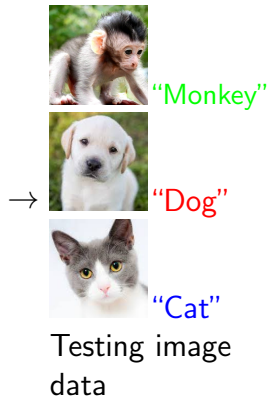 “Monkey”
→ “Dog”
“Cat”
Testing image
data